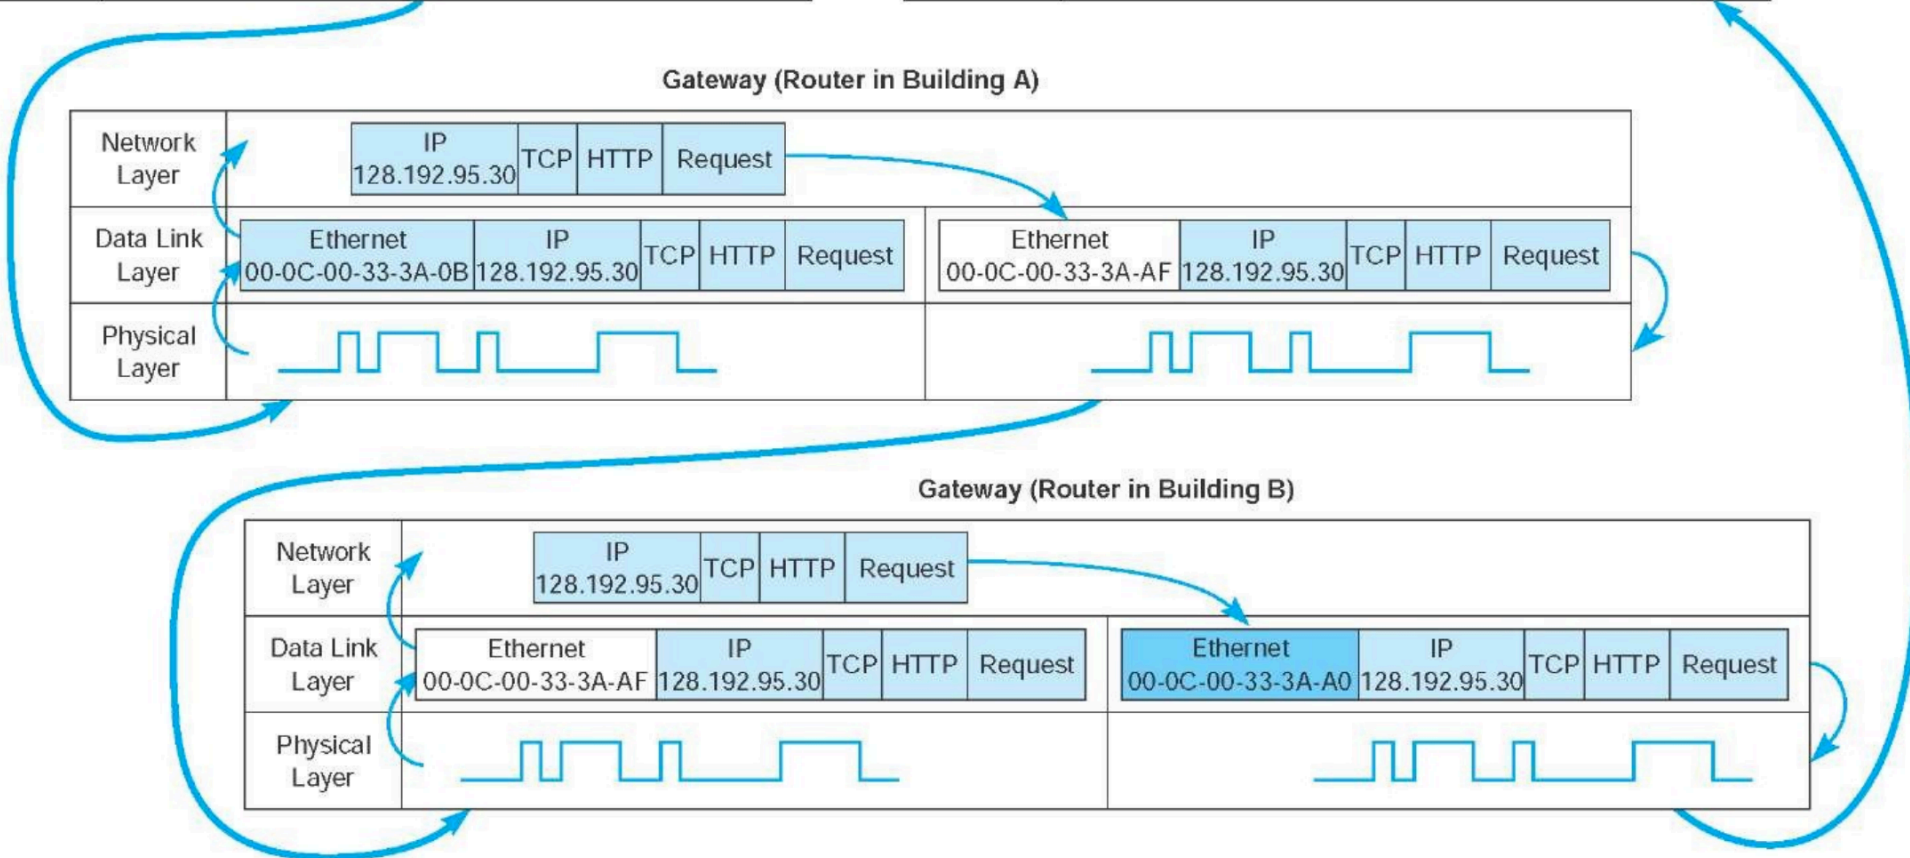 Gateway (Router in Building A)
Network
Layer
IP
128.192.95.30
TCP
HTTP
Request
Data Link
Layer
Ethernet
00-0C-00-33-3A-0B
IP
128.192.95.30
TCP
HTTP
Request
Ethernet
00-0C-00-33-3A-AF
IP
128.192.95.30
TCP
HTTP
Request
Physical
Layer
Gateway (Router in Building B)
Network
Layer
IP
128.192.95.30
TCP
HTTP
Request
Data Link
Layer
Ethernet
00-0C-00-33-3A-AF
IP
128.192.95.30
TCP
HTTP
Request
Ethernet
00-0C-00-33-3A-A0
IP
128.192.95.30
TCP
HTTP
Request
Physical
Layer